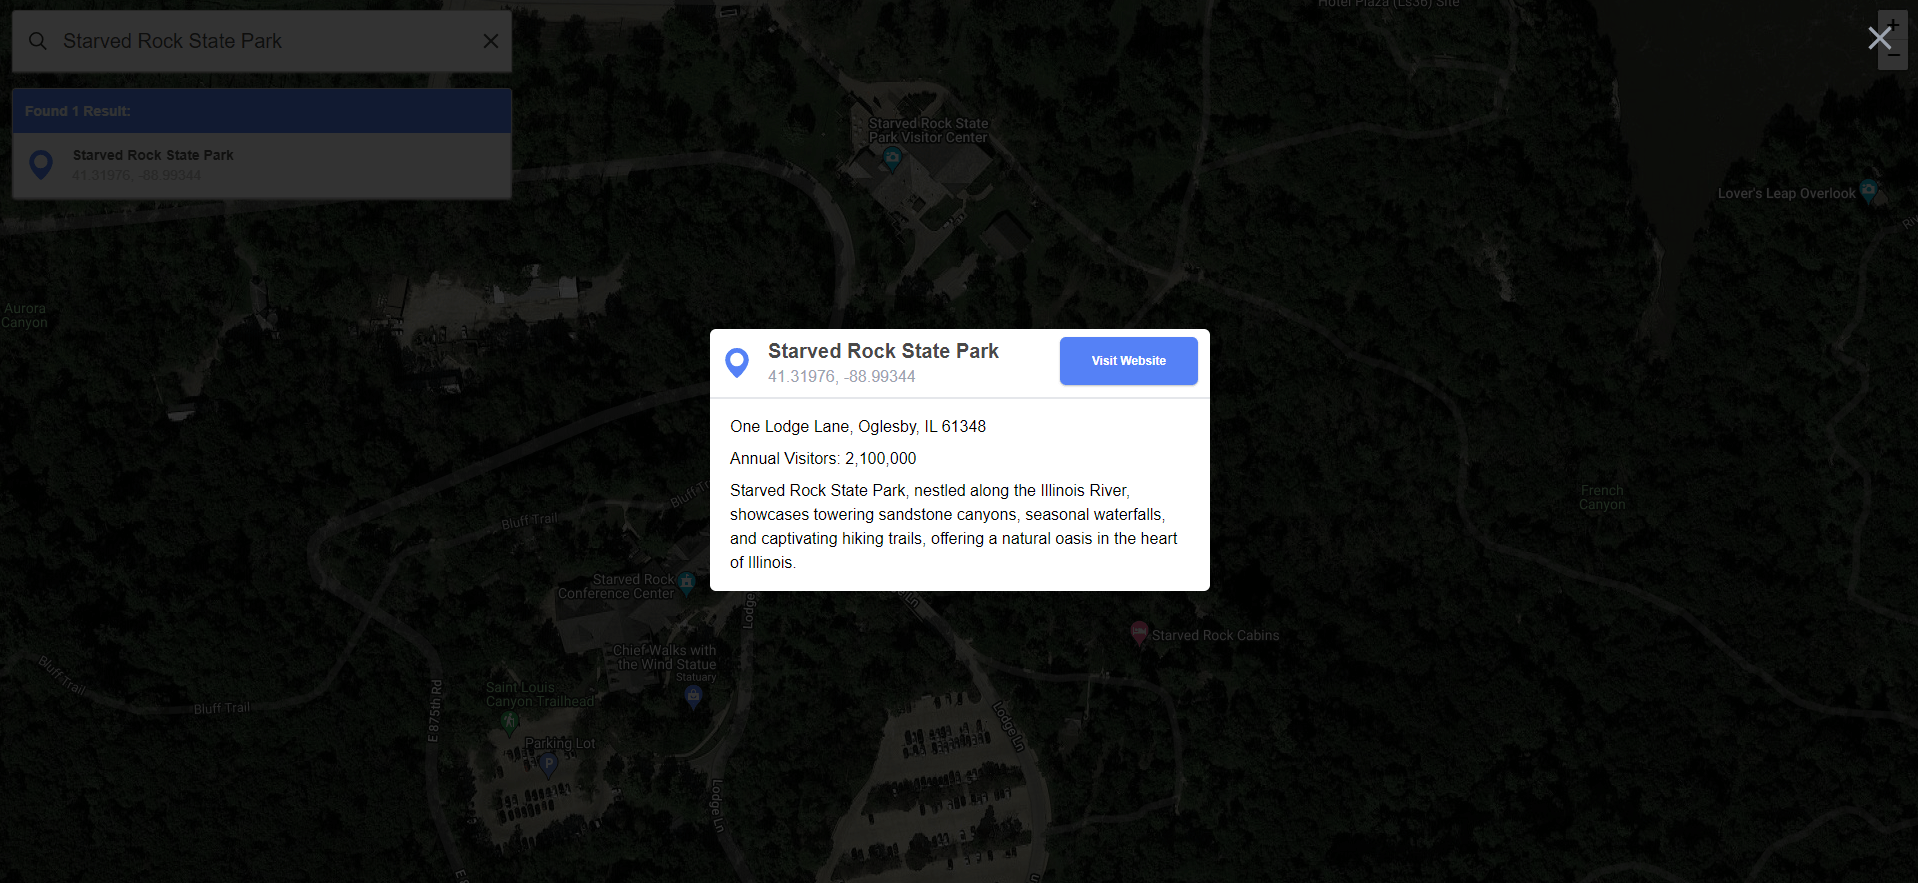 Hotel Plaza (Ls36) Site
Starved Rock State Park
Found 1 Result:
Starved Rock State Park
41.31976, -88.99344
Starved Rock State
Park Visitor Center
Lover's Leap Overlook
Aurora
Canyon
Starved Rock State Park
41.31976, -88.99344
Visit Website
One Lodge Lane, Oglesby, IL 61348
Annual Visitors: 2,100,000
Starved Rock State Park, nestled along the Illinois River,
showcases towering sandstone canyons, seasonal waterfalls,
and captivating hiking trails, offering a natural oasis in the heart
of Illinois.
French
Canyon
Bluff Trail
Starved Rock
Conference Center
Lodge
Starved Rock Cabins
Chief Walks with
the Wind Statue
Statuary
Bluff Trail
Saint Louis
Canyon Trailhead
Bluff Trail
E 875th Rd
Lodge Ln
Parking Lot
P
Lodge Ln